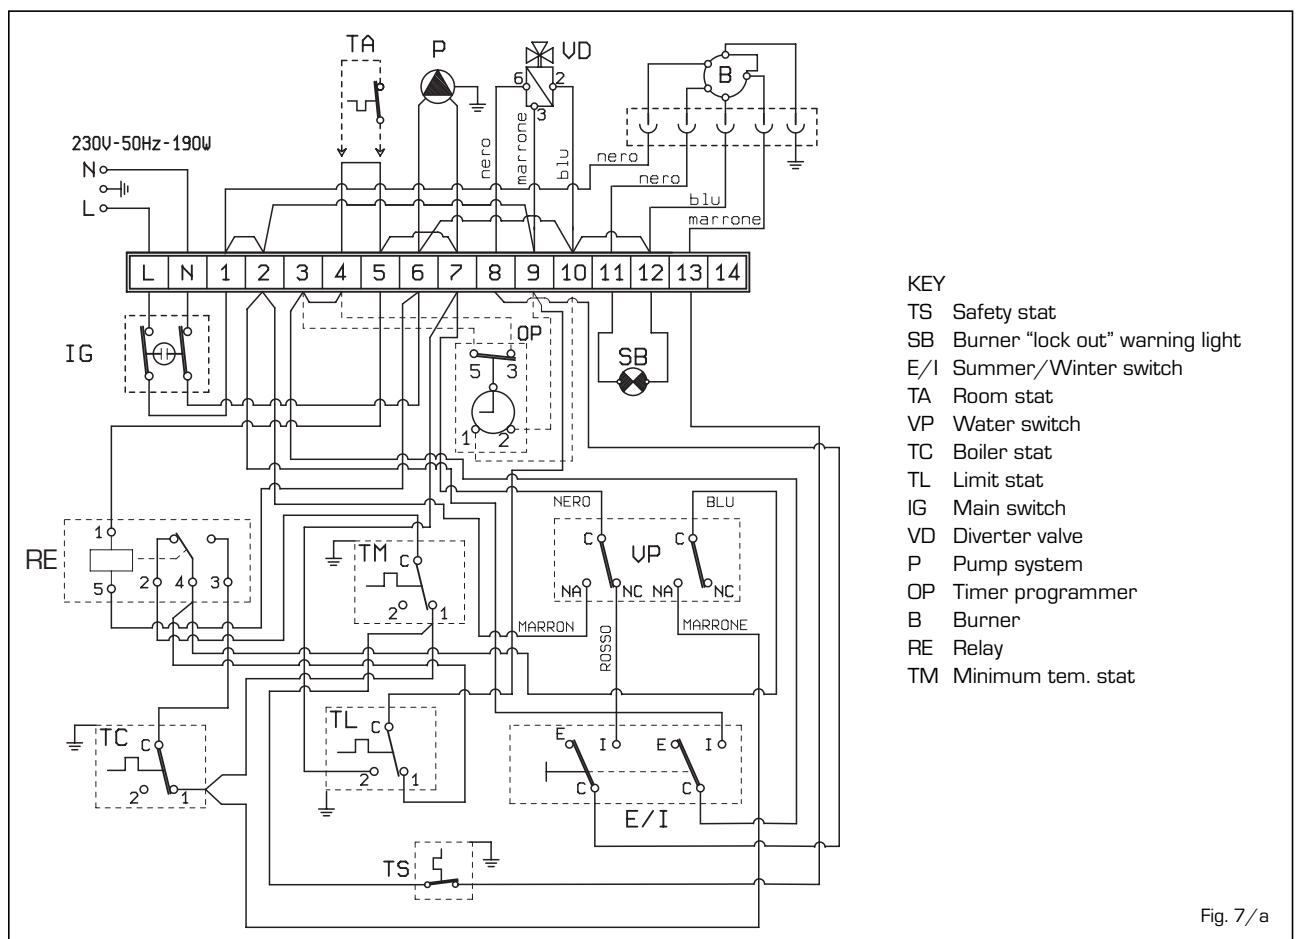 TA P VD
B
6 2
3
230V-50Hz-190W
N
L
nero marrone blu
nero
nero
blu
marrone
L N 1 2 3 4 5 6 7 8 9 10 11 12 13 14
IG
OP
5 3
1 2
SB
RE
1
5 2 4 3
TM
C
2 1
NERO BLU
C C
VP
NA NC NA NC
MARRON
ROSSO
MARRONE
TC
C
2 1
TL
C
2 1
E I E I
C C
E/I
TS
KEY
TS Safety stat
SB Burner “lock out” warning light
E/I Summer/Winter switch
TA Room stat
VP Water switch
TC Boiler stat
TL Limit stat
IG Main switch
VD Diverter valve
P Pump system
OP Timer programmer
B Burner
RE Relay
TM Minimum tem. stat
Fig. 7/a